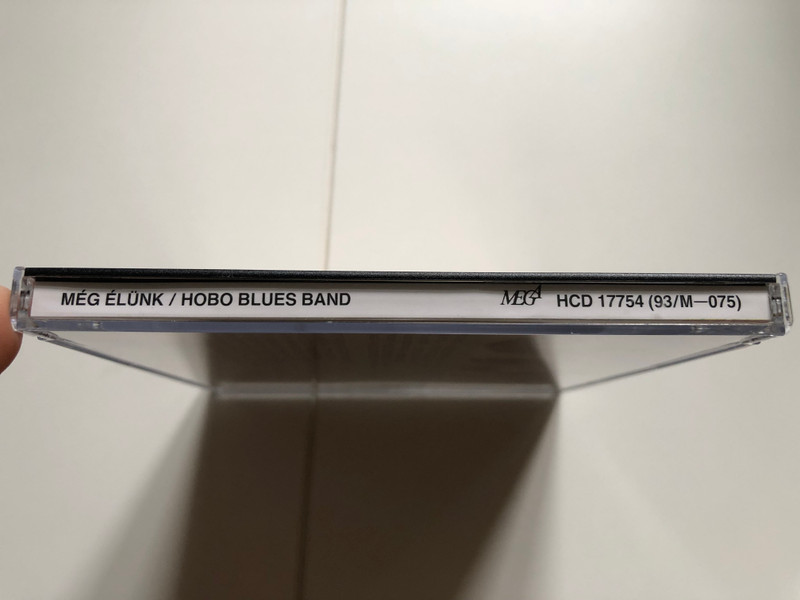 MÉG ÉLÜNK / HOBO BLUES BAND MEGA HCD 17754 (93/M—075)